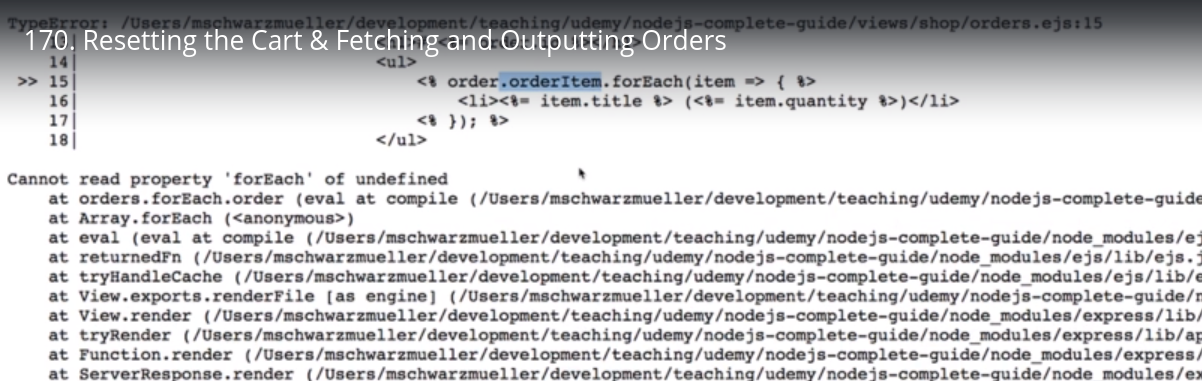 TypeError: /Users/mschwarzmueller/development/teaching/udemy/nodejs-complete-guide/views/shop/orders.ejs:15
170. Resetting the Cart & Fetching and Outputting Orders
14| <ul>
>> 15| <% order.orderItem.forEach(item => { %>
16| <li><%= item.title %> (<%= item.quantity %>)</li>
17| <% }); %>
18| </ul>
Cannot read property 'forEach' of undefined
at orders.forEach.order (eval at compile (/Users/mschwarzmueller/development/teaching/udemy/nodejs-complete-guide
at Array.forEach (<anonymous>)
at eval (eval at compile (/Users/mschwarzmueller/development/teaching/udemy/nodejs-complete-guide/node_modules/ej
at returnedFn (/Users/mschwarzmueller/development/teaching/udemy/nodejs-complete-guide/node_modules/ejs/lib/ejs.j
at tryHandleCache (/Users/mschwarzmueller/development/teaching/udemy/nodejs-complete-guide/node_modules/ejs/lib/e
at View.exports.renderFile [as engine] (/Users/mschwarzmueller/development/teaching/udemy/nodejs-complete-guide/n
at View.render (/Users/mschwarzmueller/development/teaching/udemy/nodejs-complete-guide/node_modules/express/lib/
at tryRender (/Users/mschwarzmueller/development/teaching/udemy/nodejs-complete-guide/node_modules/express/lib/ap
at Function.render (/Users/mschwarzmueller/development/teaching/udemy/nodejs-complete-guide/node_modules/express/
at ServerResponse.render (/Users/mschwarzmueller/development/teaching/udemy/nodejs-complete-guide/node_modules/ex